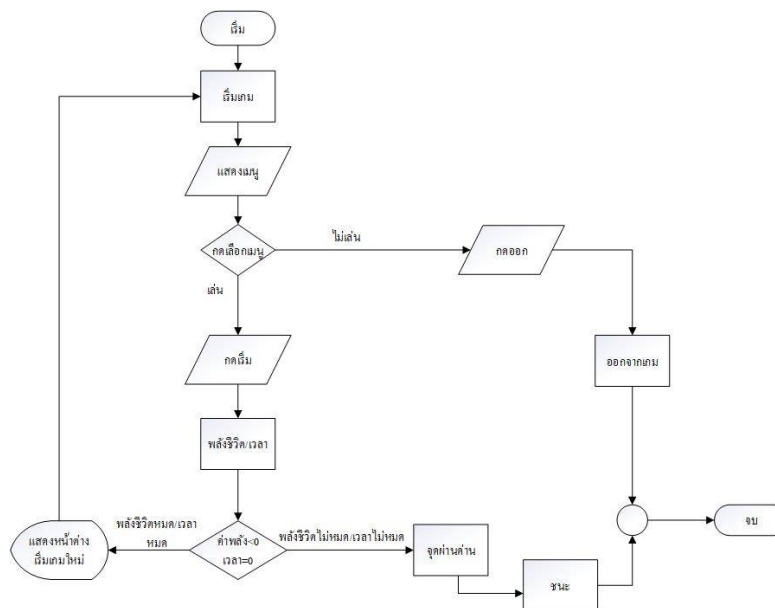 เริ่ม
เริ่มเกม
แสดงเมนู
กดเลือกเมนู
ไม่เล่น
กดออก
เล่น
กดเริ่ม
ออกจากเกม
พลังชีวิต/เวลา
พลังชีวิตหมด/เวลา
หมด
แสดงหน้าต่าง
เริ่มเกมใหม่
ค่าพลัง<0
เวลา=0
พลังชีวิตไม่หมด/เวลาไม่หมด
จุดผ่านด่าน
ชนะ
จบ